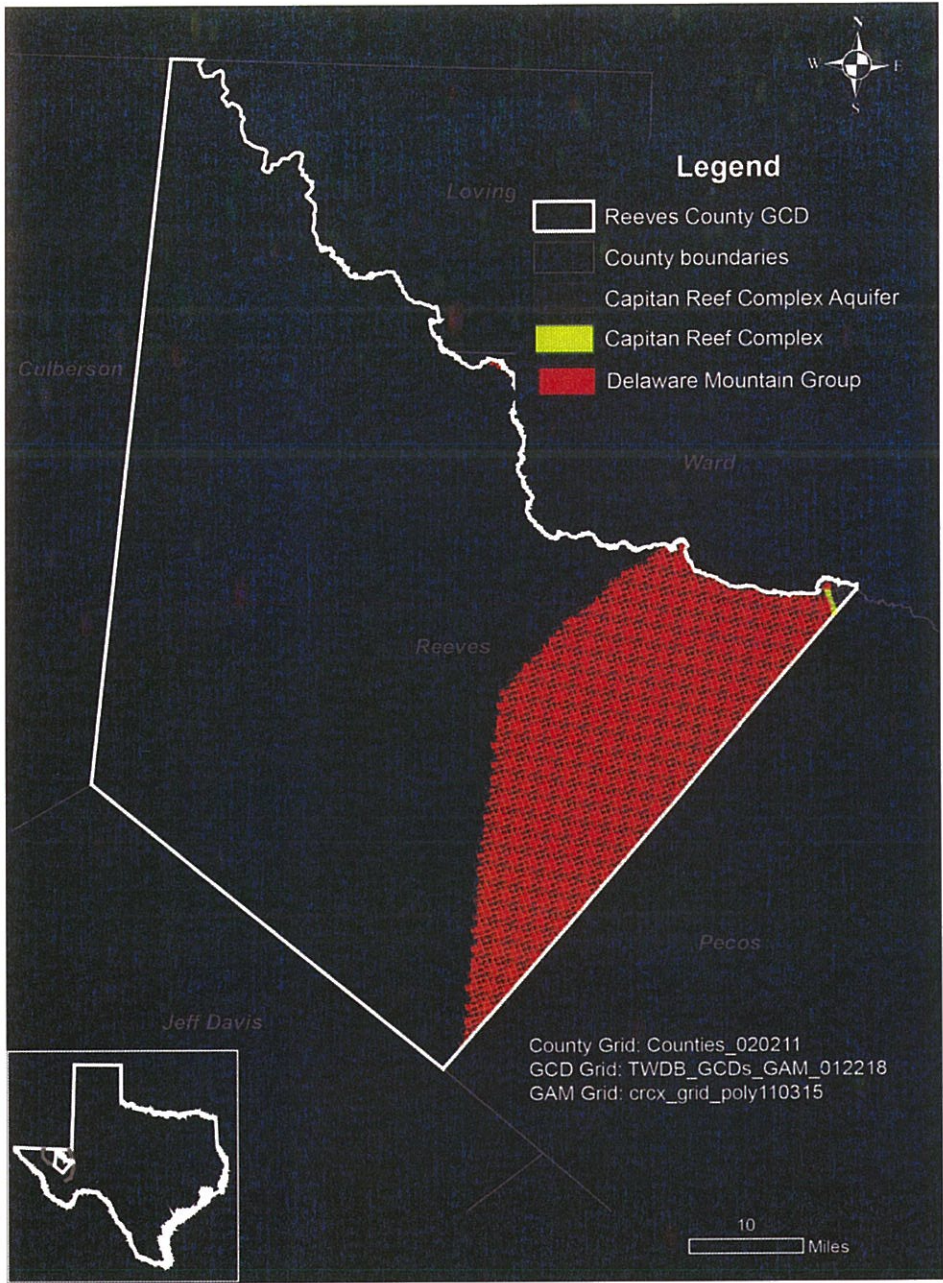 N
W E
S
Legend
Loving
Reeves County GCD
County boundaries
Capitan Reef Complex Aquifer
Capitan Reef Complex
Culberson
Delaware Mountain Group
Ward
Reeves
Pecos
Jeff Davis
County Grid: Counties_020211
GCD Grid: TWDB_GCDs_GAM_012218
GAM Grid: crcx_grid_poly110315
10
Miles